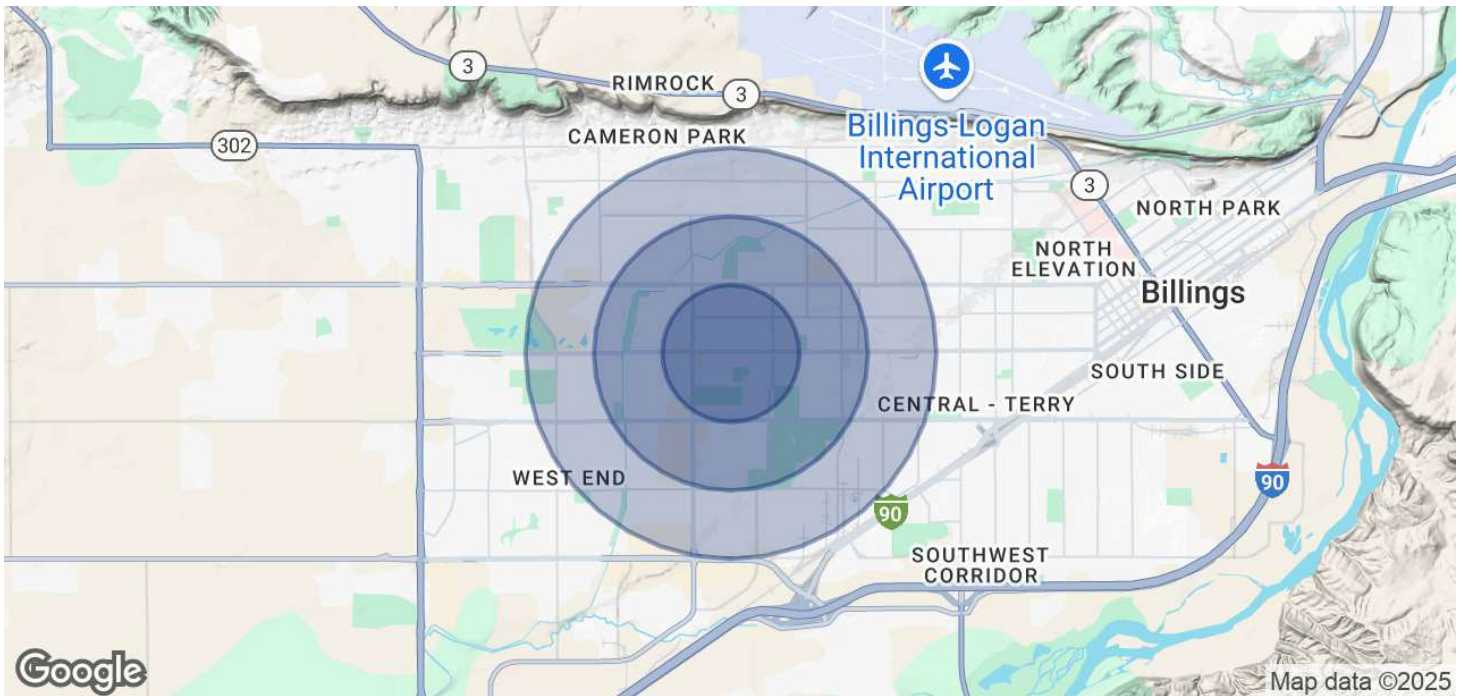 3
RIMROCK
3
CAMERON PARK
302
Billings-Logan
International
Airport
3
NORTH PARK
NORTH
ELEVATION
Billings
SOUTH SIDE
CENTRAL - TERRY
WEST END
90
90
SOUTHWEST
CORRIDOR
Google
Map data ©2025